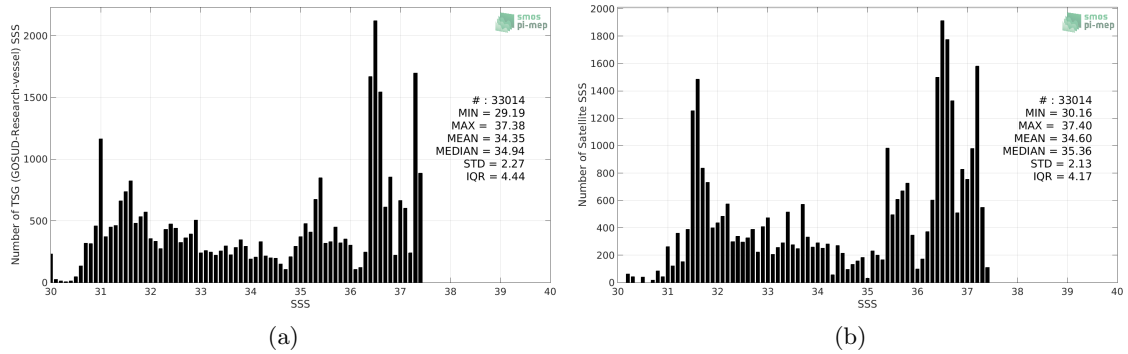 Number of TSG (GOSUD-Research-vessel) SSS
2000
1500
1000
500
0
30 31 32 33 34 35 36 37 38 39 40
SSS
smos
pi-mep
# : 33014
MIN = 29.19
MAX = 37.38
MEAN = 34.35
MEDIAN = 34.94
STD = 2.27
IQR = 4.44
(a)
Number of Satellite SSS
2000
1800
1600
1400
1200
1000
800
600
400
200
0
30 31 32 33 34 35 36 37 38 39 40
SSS
smos
pi-mep
# : 33014
MIN = 30.16
MAX = 37.40
MEAN = 34.60
MEDIAN = 35.36
STD = 2.13
IQR = 4.17
(b)